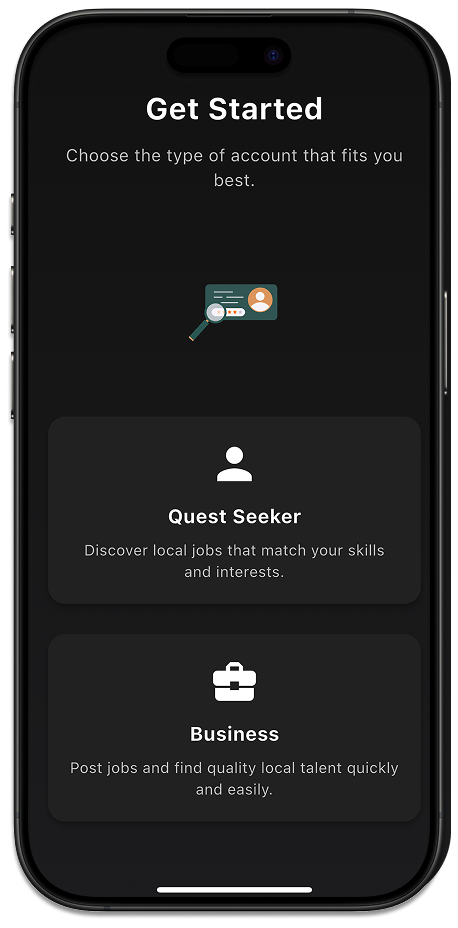 Get Started
Choose the type of account that fits you
best.
Quest Seeker
Discover local jobs that match your skills
and interests.
Business
Post jobs and find quality local talent quickly
and easily.